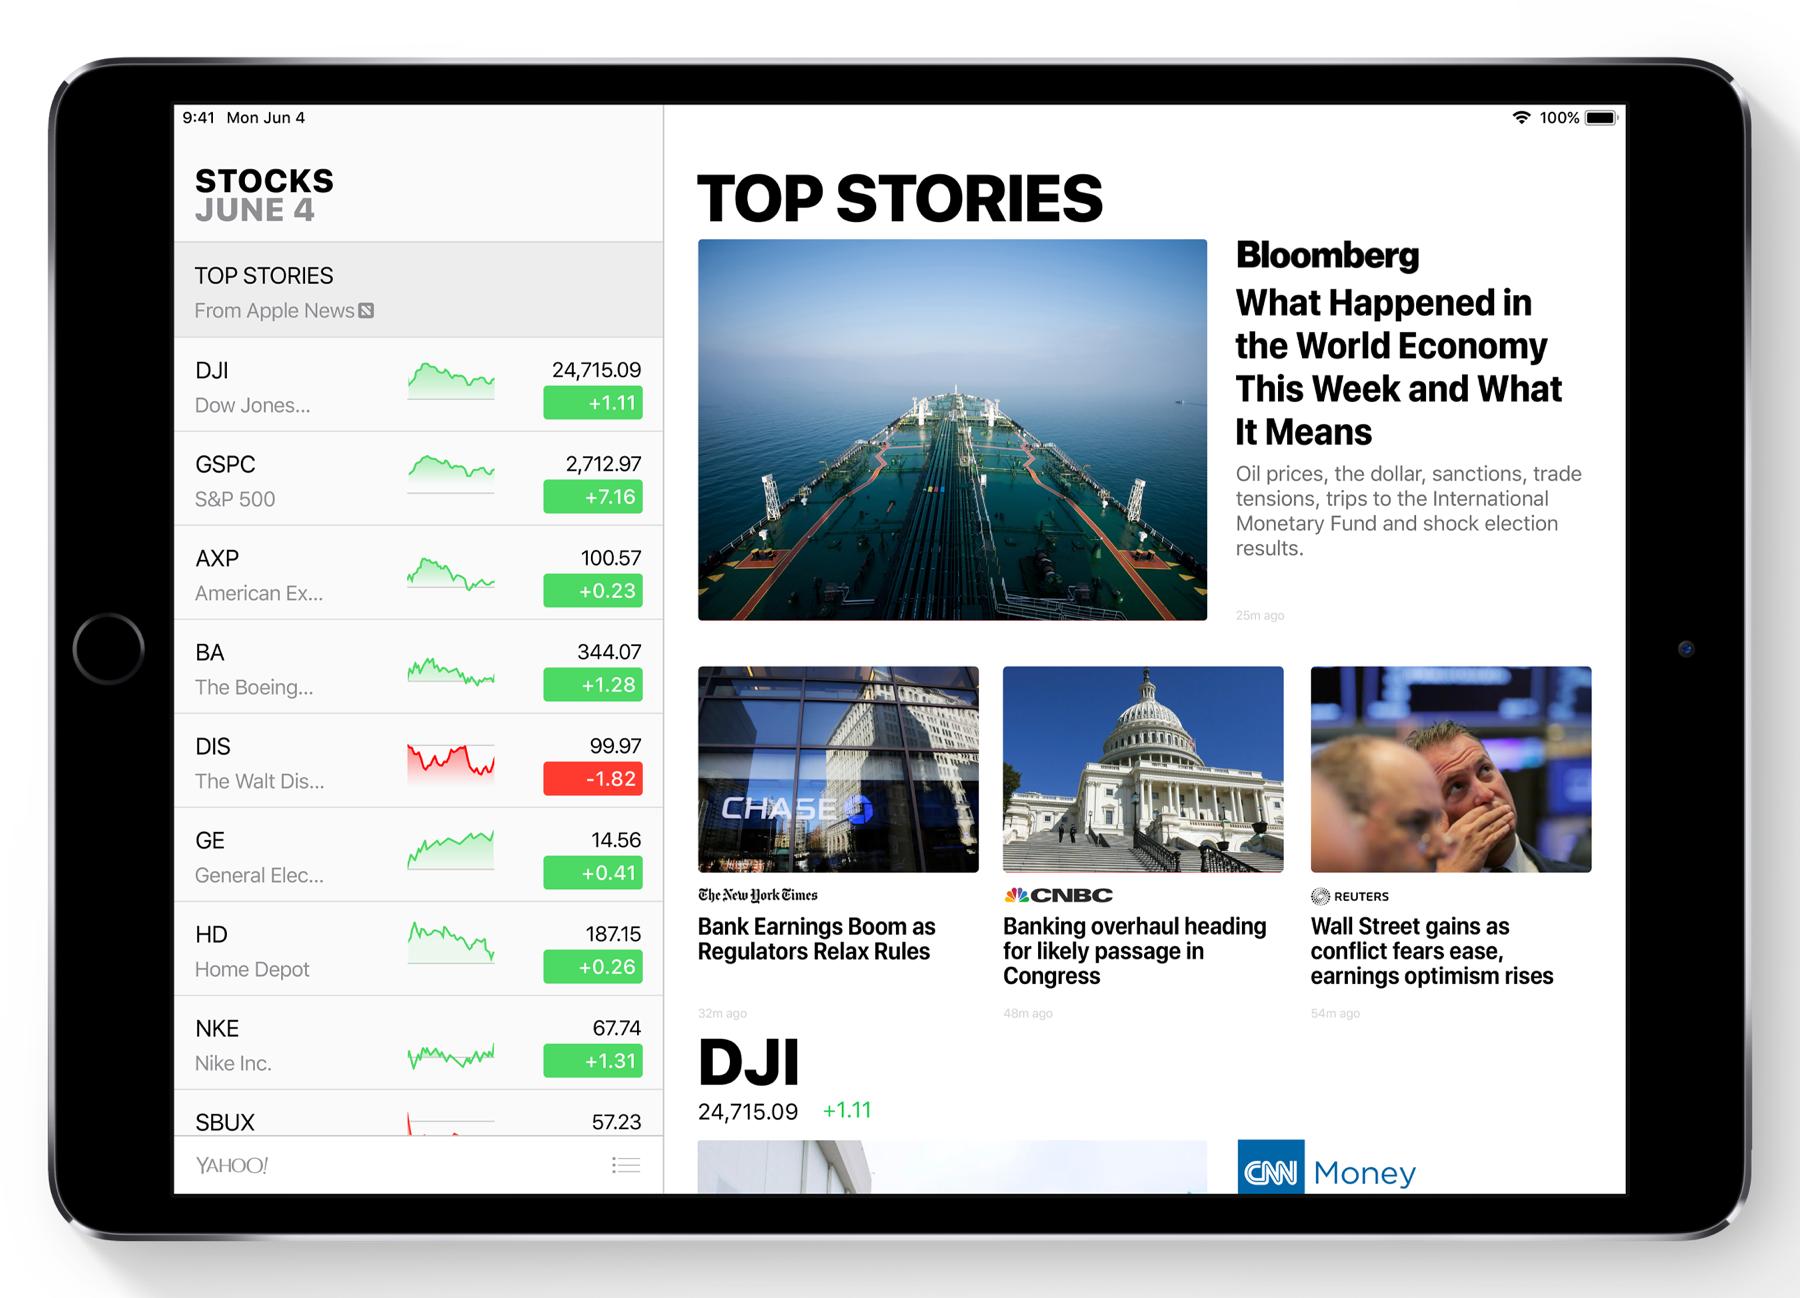 9:41 Mon Jun 4
100%
STOCKS
JUNE 4
TOP STORIES
From Apple News
DJI
24,715.09
Dow Jones...
+1.11
GSPC
2,712.97
S&P 500
+7.16
AXP
100.57
American Ex...
+0.23
BA
344.07
The Boeing...
+1.28
DIS
99.97
The Walt Dis...
-1.82
GE
14.56
General Elec...
+0.41
HD
187.15
Home Depot
+0.26
NKE
67.74
Nike Inc.
+1.31
SBUX
57.23
YAHOO!
TOP STORIES
Bloomberg
What Happened in
the World Economy
This Week and What
It Means
Oil prices, the dollar, sanctions, trade
tensions, trips to the International
Monetary Fund and shock election
results.
25m ago
CHASE
The New York Times
Bank Earnings Boom as
Regulators Relax Rules
32m ago
CNBC
Banking overhaul heading
for likely passage in
Congress
48m ago
REUTERS
Wall Street gains as
conflict fears ease,
earnings optimism rises
54m ago
DJI
24,715.09 +1.11
CNN Money